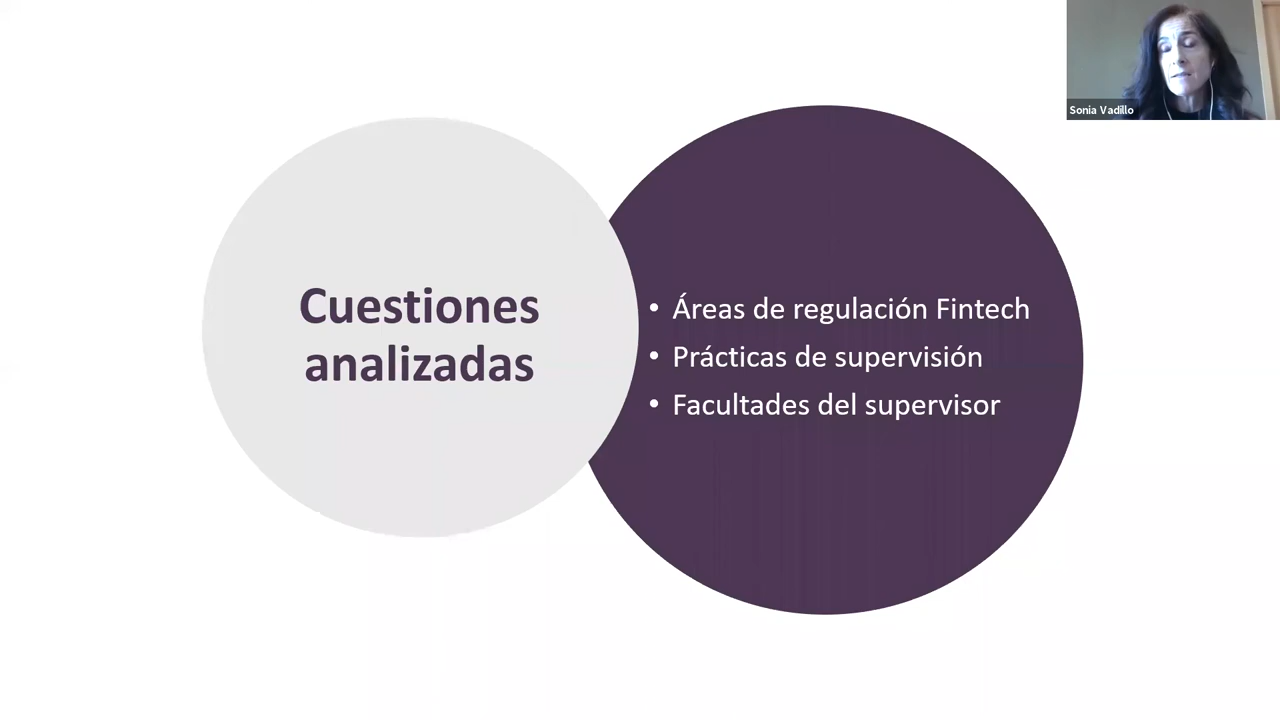 Sonia Vadillo
Cuestiones
analizadas
• Áreas de regulación Fintech
• Prácticas de supervisión
• Facultades del supervisor